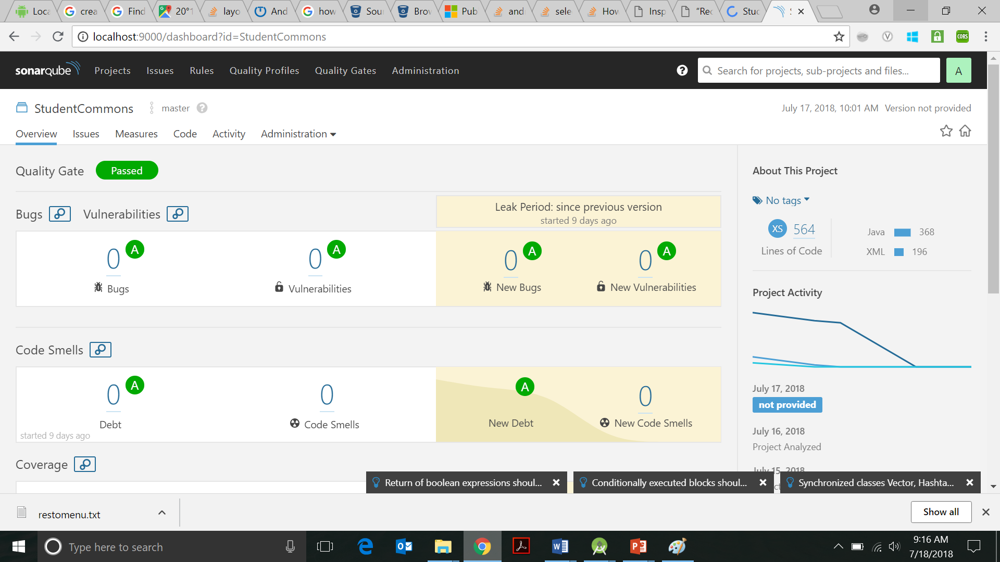 Loca
crea
Find
20°1
layo
And
how
Sour
Brow
Pub
andr
sele
How
Insp
“Rec
Stud
S
localhost:9000/dashboard?id=StudentCommons
CORS
sonarqube Projects Issues Rules Quality Profiles Quality Gates Administration
Search for projects, sub-projects and files...
A
StudentCommons master
July 17, 2018, 10:01 AM Version not provided
Overview Issues Measures Code Activity Administration
Quality Gate Passed
Bugs Vulnerabilities
Leak Period: since previous version
started 9 days ago
0 A
Bugs
0 A
Vulnerabilities
0 A
New Bugs
0 A
New Vulnerabilities
Code Smells
0 A
Debt
started 9 days ago
0
Code Smells
A
New Debt
0
New Code Smells
Coverage
About This Project
No tags
XS 564
Lines of Code
Java 368
XML 196
Project Activity
July 17, 2018
not provided
July 16, 2018
Project Analyzed
July 15, 2018
Return of boolean expressions shoul...
Conditionally executed blocks shoul...
Synchronized classes Vector, Hashta...
restomenu.txt
Show all
Type here to search
9:16 AM
7/18/2018